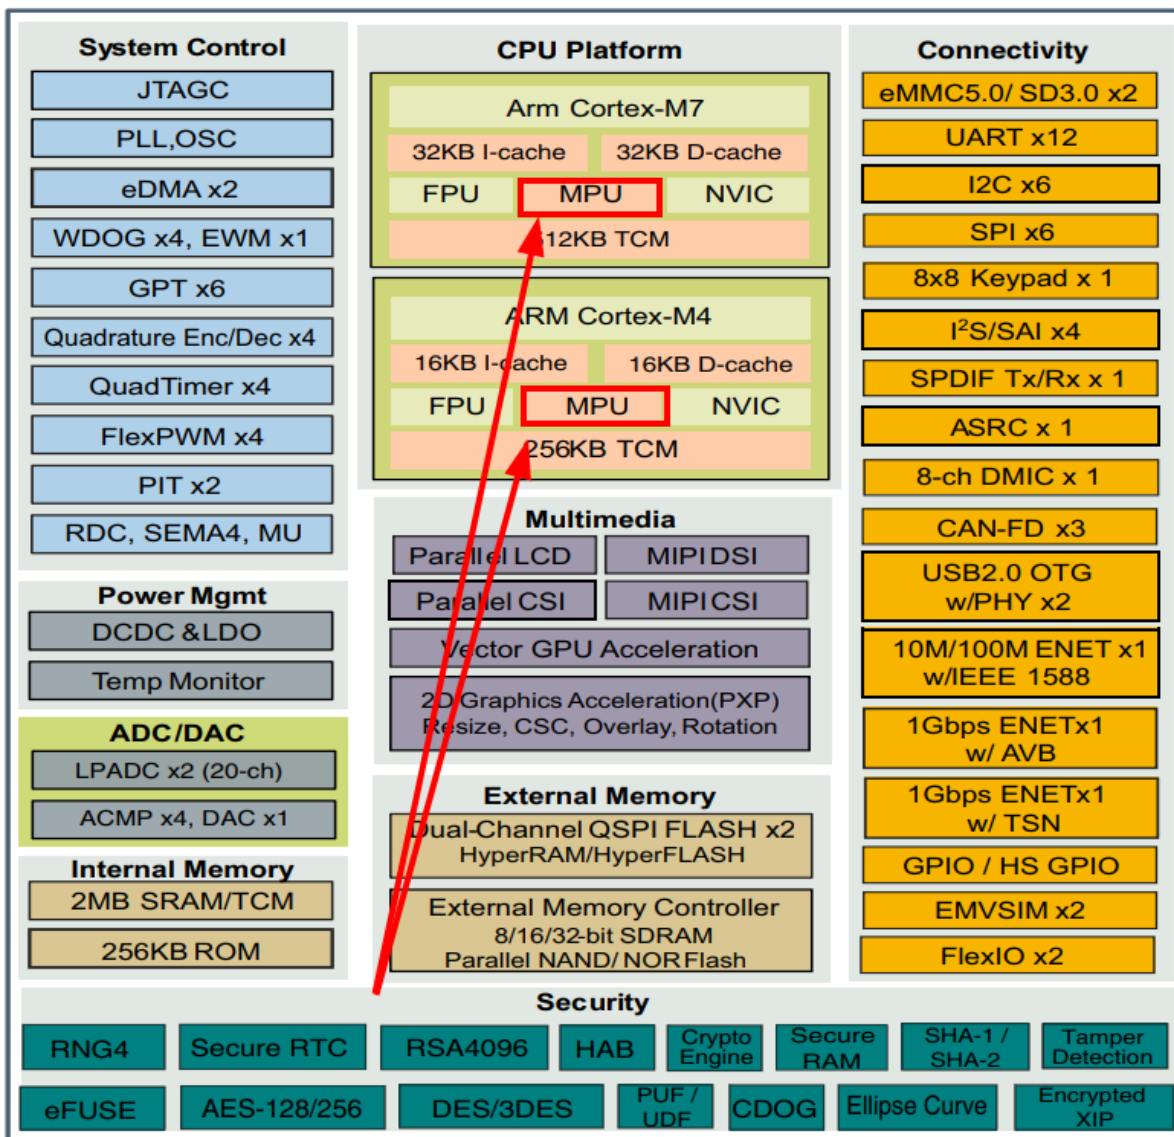 System Control
JTAGC
PLL,OSC
eDMA x2
WDOG x4, EWM x1
GPT x6
Quadrature Enc/Dec x4
QuadTimer x4
FlexPWM x4
PIT x2
RDC, SEMA4, MU
Power Mgmt
DCDC &LDO
Temp Monitor
ADC/DAC
LPADC x2 (20-ch)
ACMP x4, DAC x1
Internal Memory
2MB SRAM/TCM
256KB ROM
CPU Platform
Arm Cortex-M7
32KB I-cache 32KB D-cache
FPU MPU NVIC
512KB TCM
ARM Cortex-M4
16KB I-cache 16KB D-cache
FPU MPU NVIC
256KB TCM
Multimedia
Parallel LCD MIPI DSI
Parallel CSI MIPI CSI
Vector GPU Acceleration
2D Graphics Acceleration(PXP)
Resize, CSC, Overlay, Rotation
External Memory
Dual-Channel QSPI FLASH x2
HyperRAM/HyperFLASH
External Memory Controller
8/16/32-bit SDRAM
Parallel NAND/ NOR Flash
Connectivity
eMMC5.0/ SD3.0 x2
UART x12
I2C x6
SPI x6
8x8 Keypad x 1
I²S/SAI x4
SPDIF Tx/Rx x 1
ASRC x 1
8-ch DMIC x 1
CAN-FD x3
USB2.0 OTG
w/PHY x2
10M/100M ENET x1
w/IEEE 1588
1Gbps ENETx1
w/ AVB
1Gbps ENETx1
w/ TSN
GPIO / HS GPIO
EMVSIM x2
FlexIO x2
Security
RNG4
Secure RTC
RSA4096
HAB
Crypto
Engine
Secure
RAM
SHA-1 /
SHA-2
Tamper
Detection
eFUSE
AES-128/256
DES/3DES
PUF /
UDF
CDOG
Ellipse Curve
Encrypted
XIP